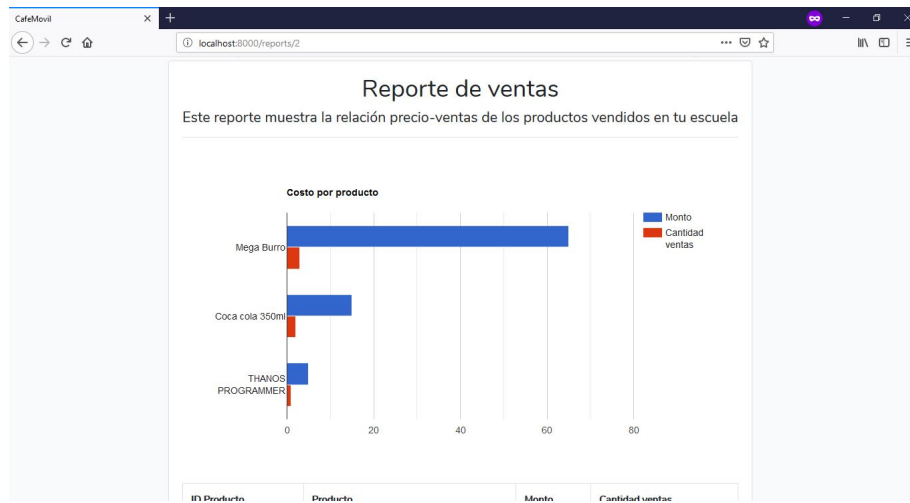 CafeMovil
localhost:8000/reports/2
Reporte de ventas
Este reporte muestra la relación precio-ventas de los productos vendidos en tu escuela
Costo por producto
Monto
Cantidad
ventas
Mega Burro
Coca cola 350ml
THANOS
PROGRAMMER
0 20 40 60 80
ID Producto Producto Monto Cantidad ventas